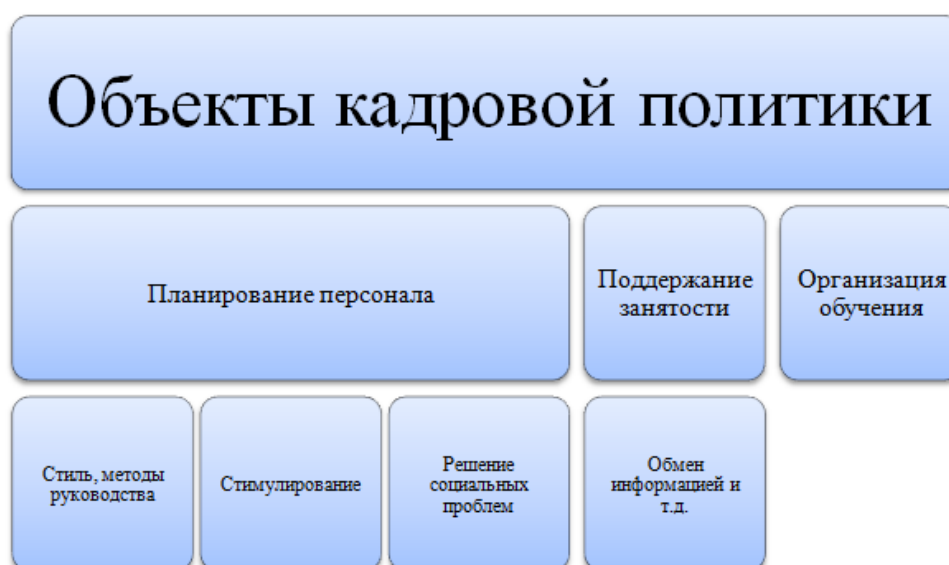 Объекты кадровой политики
Планирование персонала
Поддержание
занятости
Организация
обучения
Стиль, методы
руководства
Стимулирование
Решение
социальных
проблем
Обмен
информацией и
т.д.